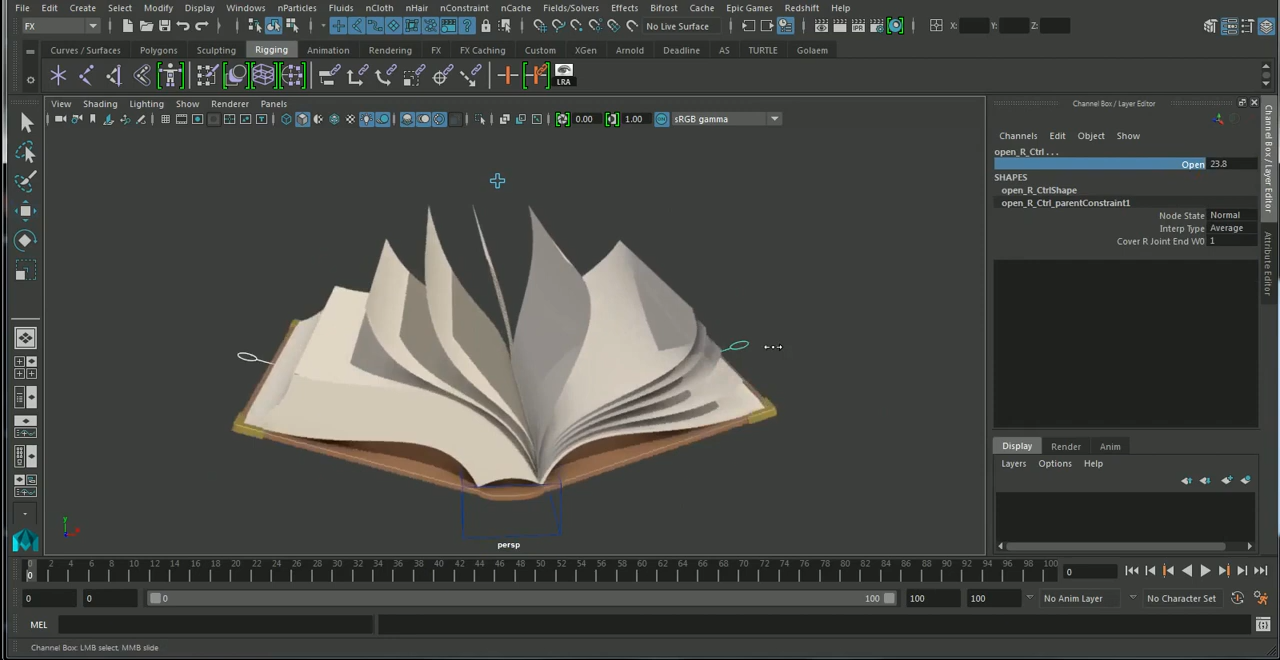 File Edit Create Select Modify Display Windows nParticles Fluids nCloth nHair nConstraint nCache Fields/Solvers Effects Bifrost Cache Epic Games Redshift Help
FX No Live Surface X: Y: Z:
Curves / Surfaces Polygons Sculpting Rigging Animation Rendering FX FX Caching Custom XGen Arnold Deadline AS TURTLE Golaem
LRA
View Shading Lighting Show Renderer Panels
0.00 1.00 ON sRGB gamma
Channel Box / Layer Editor
Channels Edit Object Show
open_R_Ctrl . . .
Open 23.8
SHAPES
open_R_CtrlShape
open_R_Ctrl_parentConstraint1
Node State Normal
Interp Type Average
Cover R Joint End W0 1
Channel Box / Layer Editor
Attribute Editor
Display Render Anim
Layers Options Help
Y
persp
0 2 4 6 8 10 12 14 16 18 20 22 24 26 28 30 32 34 36 38 40 42 44 46 48 50 52 54 56 58 60 62 64 66 68 70 72 74 76 78 80 82 84 86 88 90 92 94 96 98 100
0 0
0 0 0 100 100 100 No Anim Layer No Character Set
MEL
Channel Box: LMB select, MMB slide